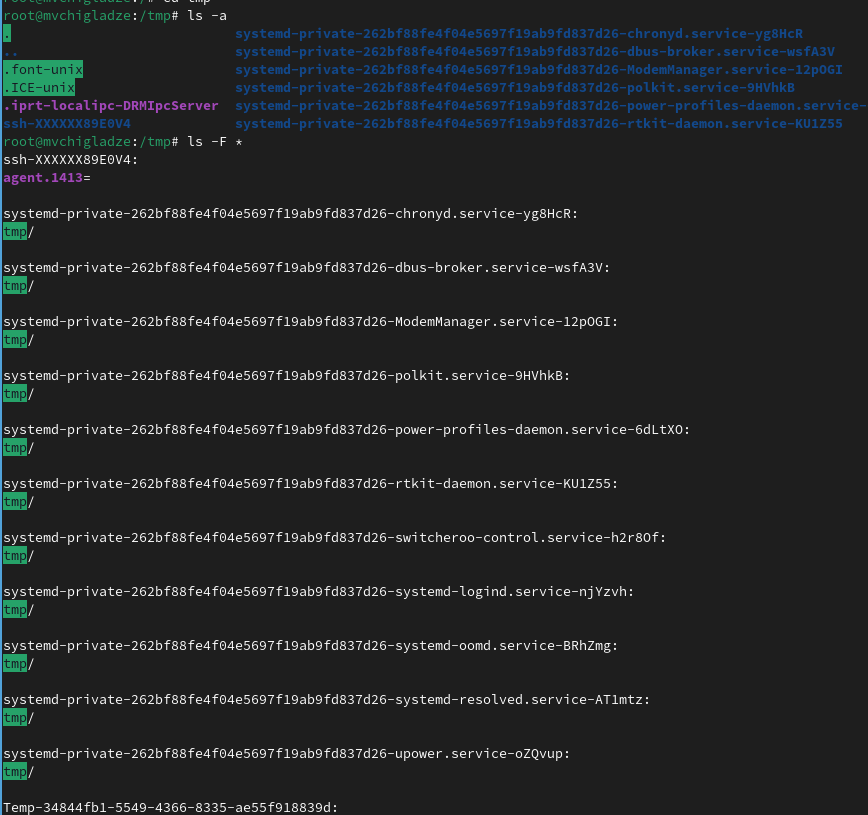 root@mvchigladze:/tmp# ls -a
. systemd-private-262bf88fe4f04e5697f19ab9fd837d26-chronyd.service-yg8HcR
.. systemd-private-262bf88fe4f04e5697f19ab9fd837d26-dbus-broker.service-wsfA3V
.font-unix systemd-private-262bf88fe4f04e5697f19ab9fd837d26-ModemManager.service-12pOGI
.ICE-unix systemd-private-262bf88fe4f04e5697f19ab9fd837d26-polkit.service-9HVhkB
.iprt-localipc-DRMIpcServer systemd-private-262bf88fe4f04e5697f19ab9fd837d26-power-profiles-daemon.service-
ssh-XXXXXX89E0V4 systemd-private-262bf88fe4f04e5697f19ab9fd837d26-rtkit-daemon.service-KU1Z55
root@mvchigladze:/tmp# ls -F *
ssh-XXXXXX89E0V4:
agent.1413=
systemd-private-262bf88fe4f04e5697f19ab9fd837d26-chronyd.service-yg8HcR:
tmp/
systemd-private-262bf88fe4f04e5697f19ab9fd837d26-dbus-broker.service-wsfA3V:
tmp/
systemd-private-262bf88fe4f04e5697f19ab9fd837d26-ModemManager.service-12pOGI:
tmp/
systemd-private-262bf88fe4f04e5697f19ab9fd837d26-polkit.service-9HVhkB:
tmp/
systemd-private-262bf88fe4f04e5697f19ab9fd837d26-power-profiles-daemon.service-6dLtXO:
tmp/
systemd-private-262bf88fe4f04e5697f19ab9fd837d26-rtkit-daemon.service-KU1Z55:
tmp/
systemd-private-262bf88fe4f04e5697f19ab9fd837d26-switcheroo-control.service-h2r8Of:
tmp/
systemd-private-262bf88fe4f04e5697f19ab9fd837d26-systemd-logind.service-njYzvh:
tmp/
systemd-private-262bf88fe4f04e5697f19ab9fd837d26-systemd-oomd.service-BRhZmg:
tmp/
systemd-private-262bf88fe4f04e5697f19ab9fd837d26-systemd-resolved.service-AT1mtz:
tmp/
systemd-private-262bf88fe4f04e5697f19ab9fd837d26-upower.service-oZQvup:
tmp/
Temp-34844fb1-5549-4366-8335-ae55f918839d: